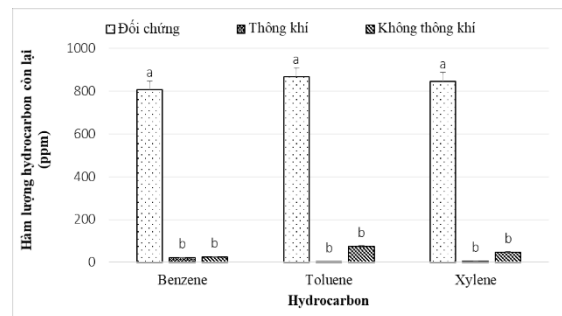 Đối chứng Thông khí Không thông khí
Hàm lượng hydrocarbon còn lại
(ppm)
1000
800
600
400
200
0
a b b a b b a b b
Benzene Toluene Xylene
Hydrocarbon